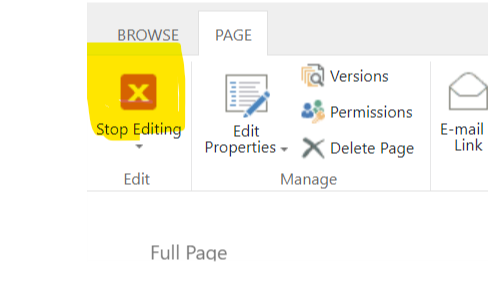 BROWSE PAGE
Stop Editing
Edit
Edit
Properties
Versions
Permissions
Delete Page
Manage
E-mail
Link
Full Page